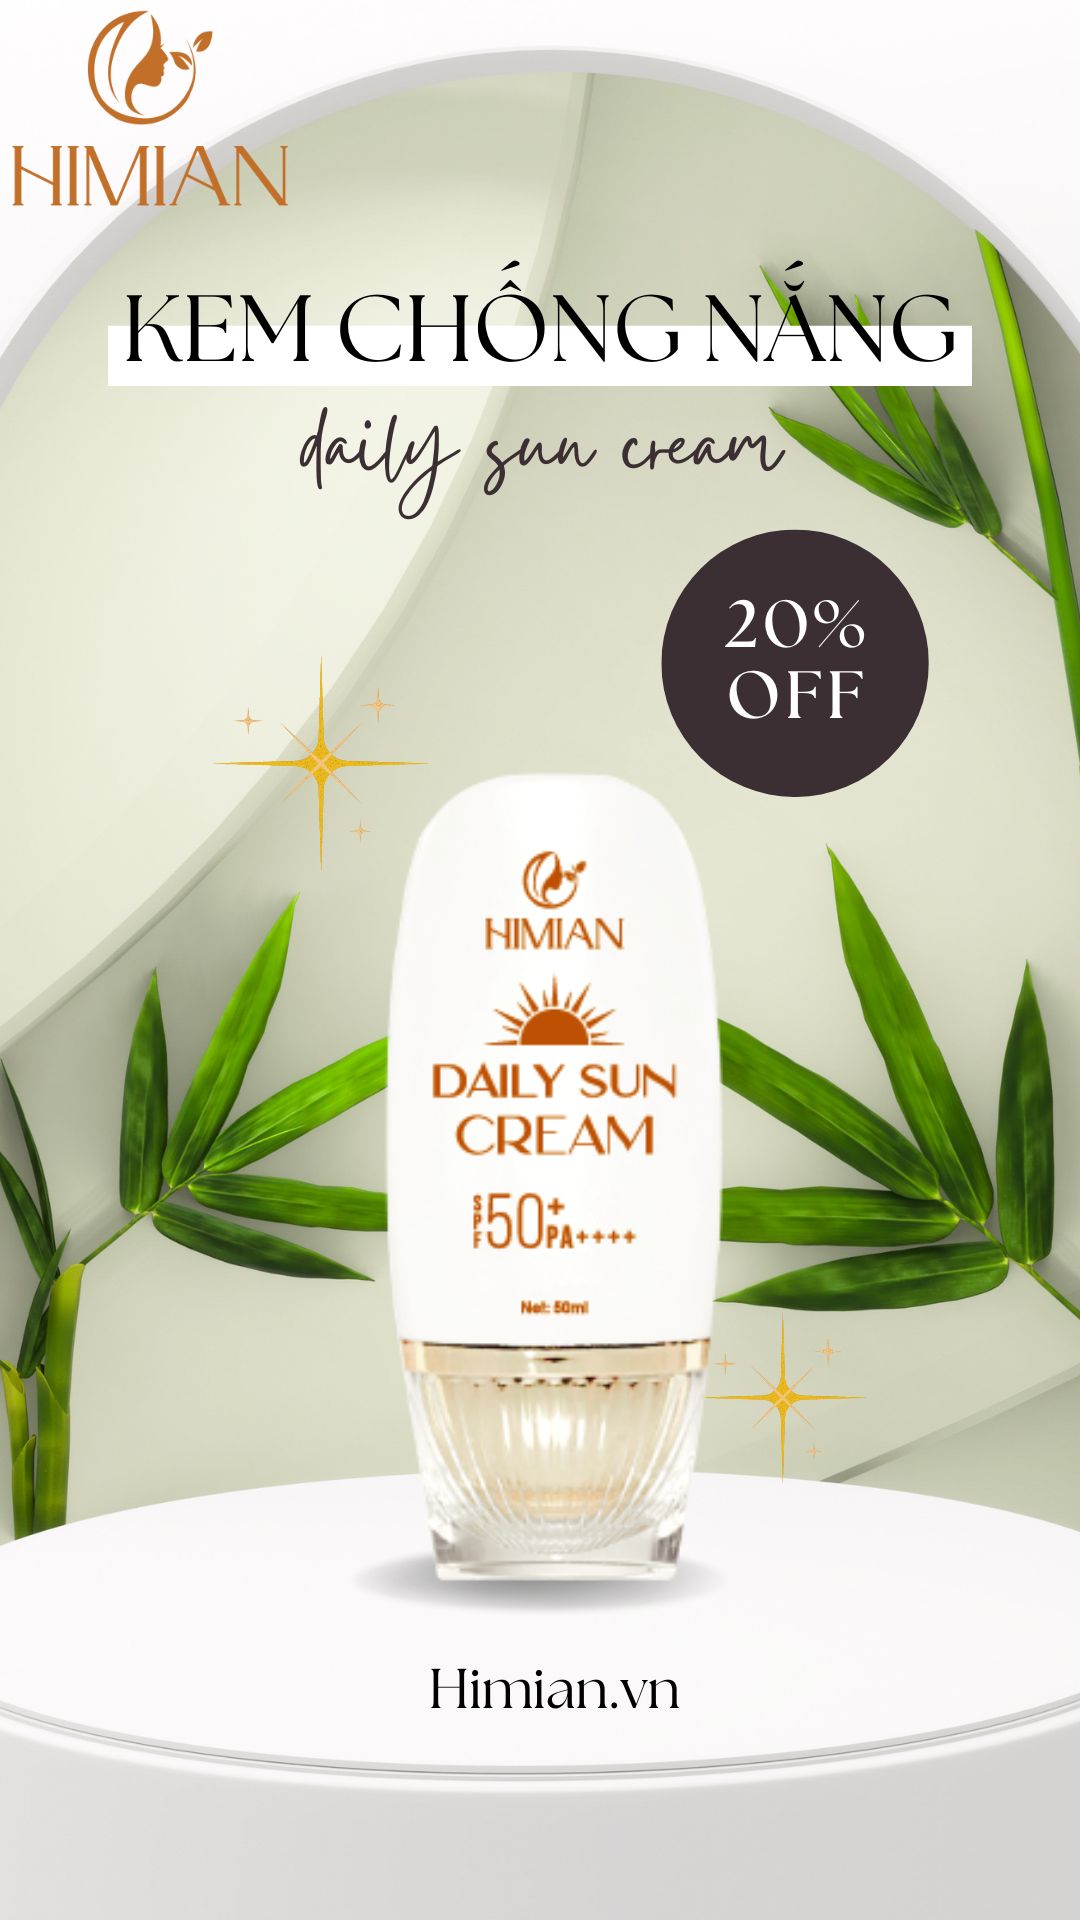 HIMIAN
KEM CHỐNG NẮNG
daily sun cream
20%
OFF
HIMIAN
DAILY SUN
CREAM
SPF 50+ PA++++
Net: 50ml
Himian.vn